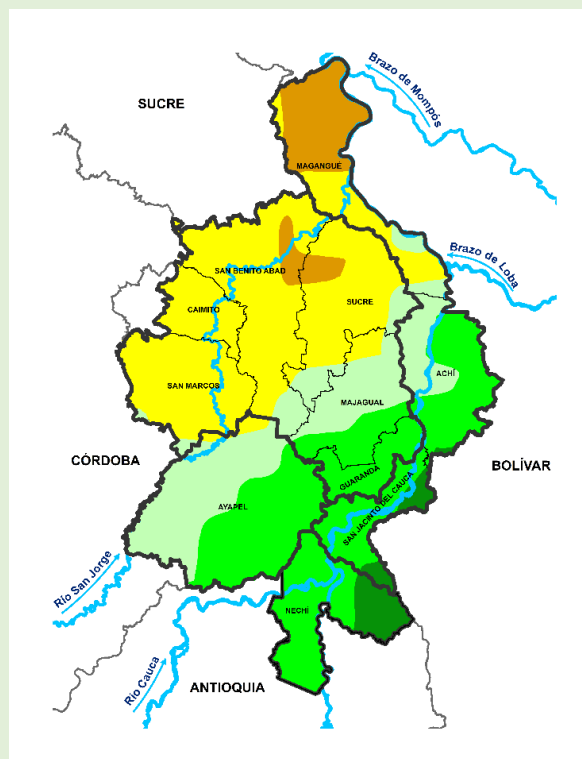 Brazo de Mompós
SUCRE
MAGANGUÉ
Brazo de Loba
SAN BENITO ABAD
SUCRE
CAIMITO
ACHÍ
SAN MARCOS
MAJAGUAL
CÓRDOBA
BOLÍVAR
GUARANDA
AYAPEL
SAN JACINTO DEL CAUCA
Río San Jorge
NECHÍ
Río Cauca
ANTIOQUIA